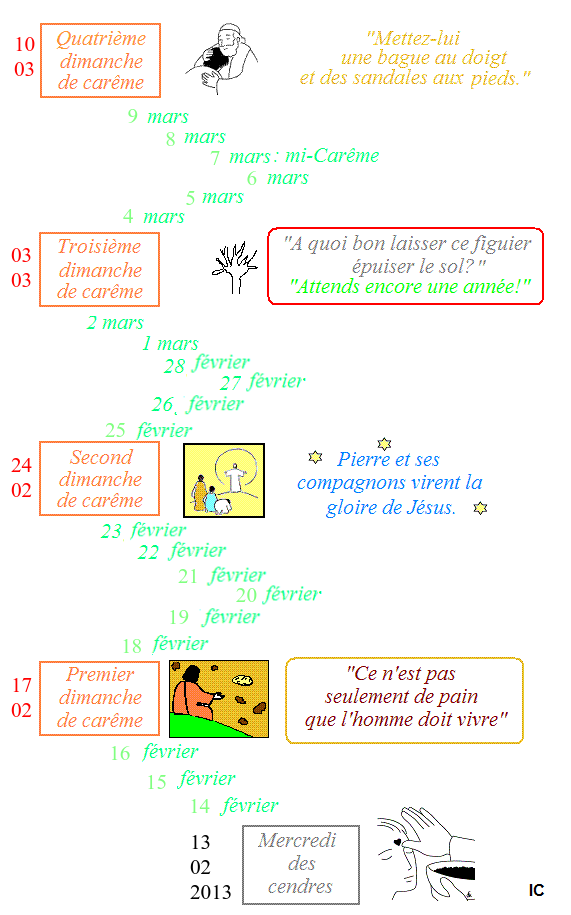 10
03
Quatrième
dimanche
de carême
"Mettez-lui
une bague au doigt
et des sandales aux pieds."
9 mars
8 mars
7 mars : mi-Carême
6 mars
5 mars
4 mars
03
03
Troisième
dimanche
de carême
"A quoi bon laisser ce figuier
épuiser le sol? "
"Attends encore une année!"
2 mars
1 mars
28 février
27 février
26 février
25 février
24
02
Second
dimanche
de carême
Pierre et ses
compagnons virent la
gloire de Jésus.
23 février
22 février
21 février
20 février
19 février
18 février
17
02
Premier
dimanche
de carême
"Ce n'est pas
seulement de pain
que l'homme doit vivre"
16 février
15 février
14 février
13
02
2013
Mercredi
des
cendres
IC